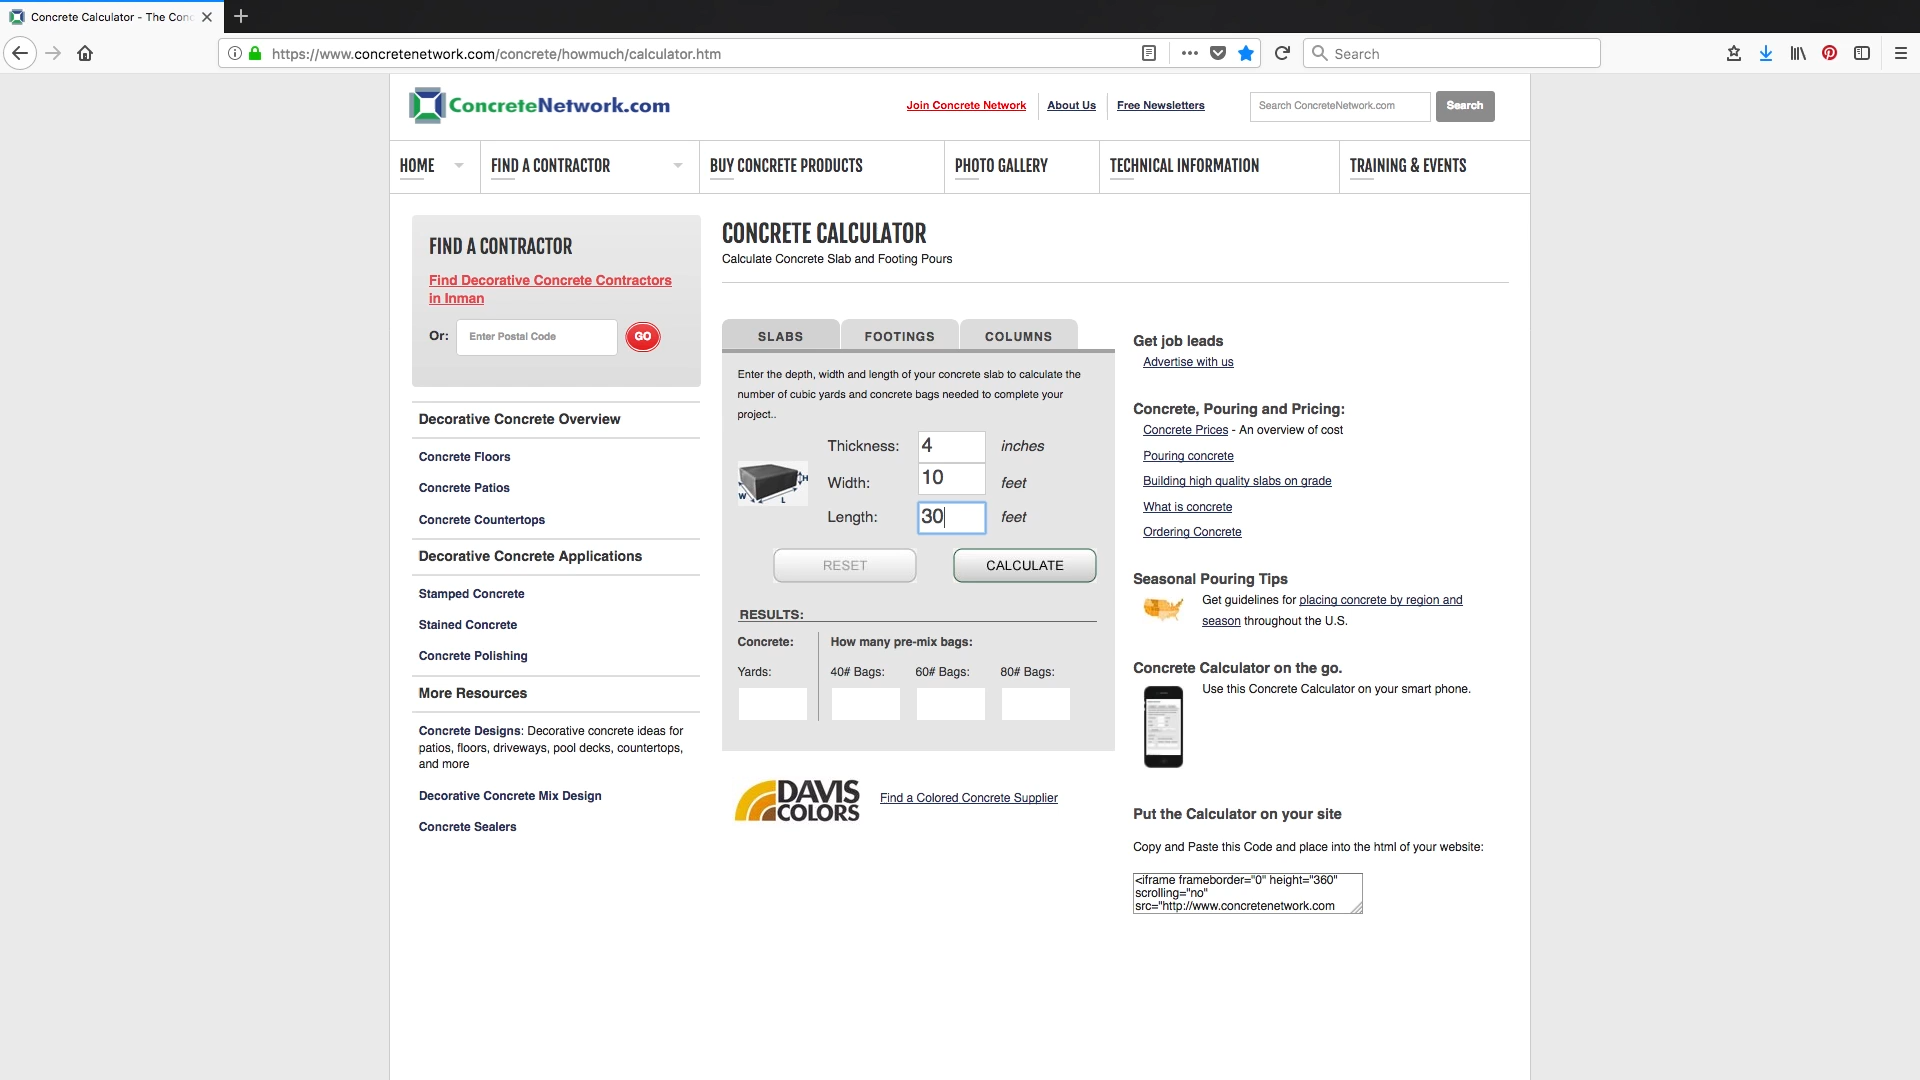 Concrete Calculator - The Conc
https://www.concretenetwork.com/concrete/howmuch/calculator.htm
Search
ConcreteNetwork.com
Join Concrete Network
About Us
Free Newsletters
Search ConcreteNetwork.com
Search
HOME
FIND A CONTRACTOR
BUY CONCRETE PRODUCTS
PHOTO GALLERY
TECHNICAL INFORMATION
TRAINING & EVENTS
FIND A CONTRACTOR
Find Decorative Concrete Contractors
in Inman
Or:
Enter Postal Code
GO
Decorative Concrete Overview
Concrete Floors
Concrete Patios
Concrete Countertops
Decorative Concrete Applications
Stamped Concrete
Stained Concrete
Concrete Polishing
More Resources
Concrete Designs: Decorative concrete ideas for
patios, floors, driveways, pool decks, countertops,
and more
Decorative Concrete Mix Design
Concrete Sealers
CONCRETE CALCULATOR
Calculate Concrete Slab and Footing Pours
SLABS
FOOTINGS
COLUMNS
Enter the depth, width and length of your concrete slab to calculate the
number of cubic yards and concrete bags needed to complete your
project..
Thickness: 4 inches
Width: 10 feet
Length: 30 feet
W
L
H
RESET
CALCULATE
RESULTS:
Concrete:
How many pre-mix bags:
Yards:
40# Bags:
60# Bags:
80# Bags:
DAVIS
COLORS
Find a Colored Concrete Supplier
Get job leads
Advertise with us
Concrete, Pouring and Pricing:
Concrete Prices - An overview of cost
Pouring concrete
Building high quality slabs on grade
What is concrete
Ordering Concrete
Seasonal Pouring Tips
Get guidelines for placing concrete by region and
season throughout the U.S.
Concrete Calculator on the go.
Use this Concrete Calculator on your smart phone.
Put the Calculator on your site
Copy and Paste this Code and place into the html of your website:
<iframe frameborder="0" height="360"
scrolling="no"
src="http://www.concretenetwork.com